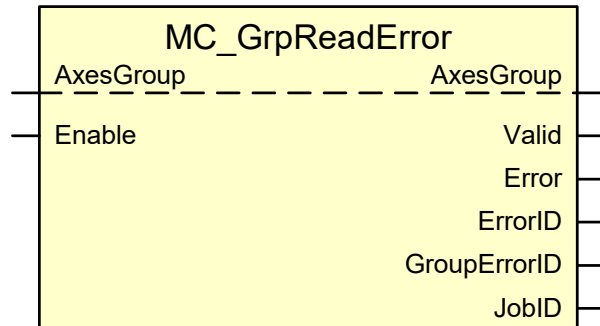 MC_GrpReadError
AxesGroup AxesGroup
Enable Valid
Error
ErrorID
GroupErrorID
JobID